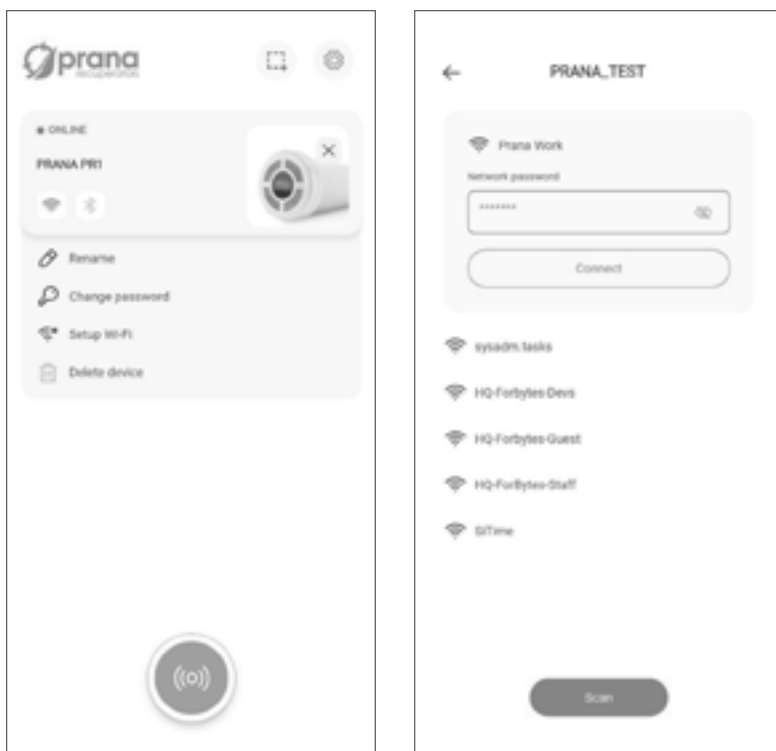 prana
recuperators
ONLINE
PRANA PR1
Rename
Change password
Setup Wi-Fi
Delete device
PRANA_TEST
Prana Work
Network password
*******
Connect
sysadm.tasks
HQ-Forbytes-Devs
HQ-Forbytes-Guest
HQ-ForBytes-Staff
Scan